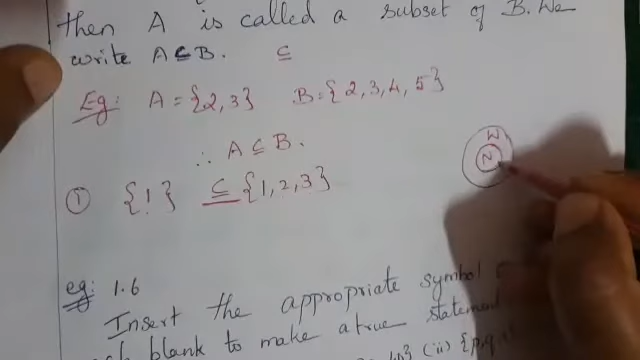 then A is called a subset of B. We
write A⊆B. ⊆
Eg: A = {2,3} B = {2,3,4,5}
∴ A ⊆ B.
① {1} ⊆ {1,2,3}
W
N
eg: 1.6
Insert the appropriate symbol
blank to make a true statement
(ii) {p,q